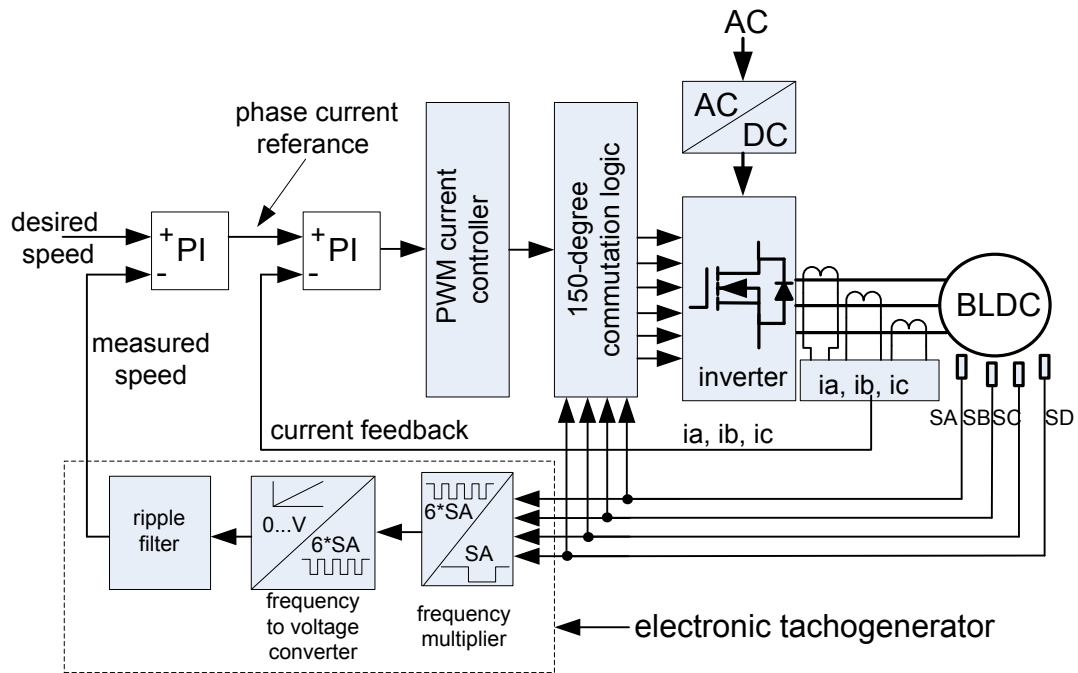 AC
AC
DC
phase current
referance
desired
speed
+
PI
-
+
PI
-
PWM current
controller
150-degree
commutation logic
inverter
BLDC
ia, ib, ic
SA
SB
SC
SD
measured
speed
current feedback
ia, ib, ic
ripple
filter
0...V
6*SA
6*SA
SA
frequency
to voltage
converter
frequency
multiplier
electronic tachogenerator